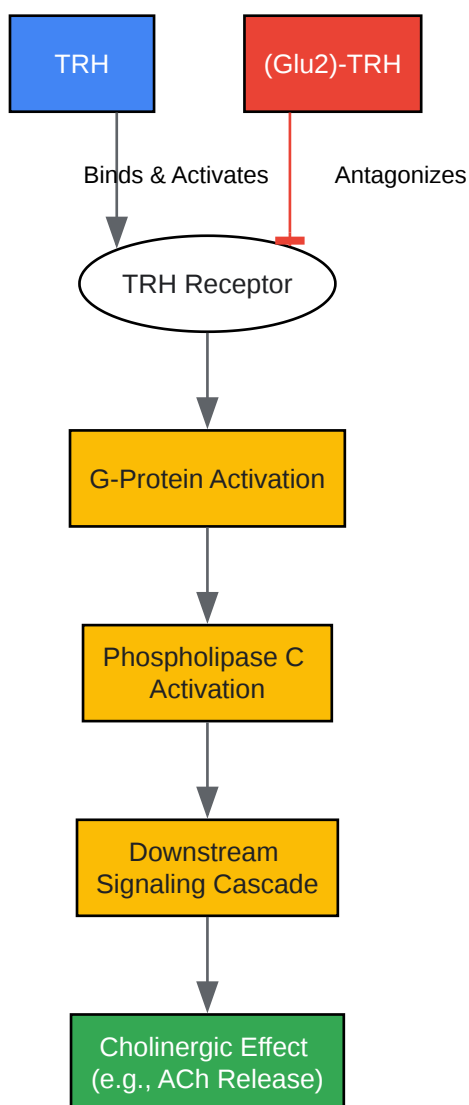 TRH
(Glu2)-TRH
Binds & Activates
Antagonizes
TRH Receptor
G-Protein Activation
Phospholipase C
Activation
Downstream
Signaling Cascade
Cholinergic Effect
(e.g., ACh Release)